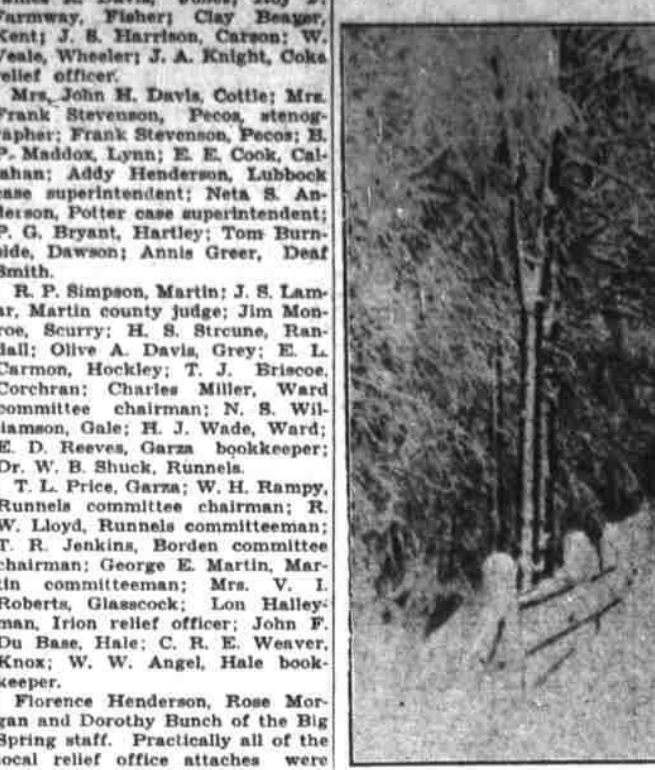 Farmway, Fisher; Clay Beaver,
Kent; J. S. Harrison, Carson; W.
Veale, Wheeler; J. A. Knight, Coke
relief officer.
Mrs. John H. Davis, Cottle; Mrs.
Frank Stevenson, Pecos, stenog-
rapher; Frank Stevenson, Pecos; B.
P. Maddox, Lynn; E. E. Cook, Cal-
lahan; Addy Henderson, Lubbock
case superintendent; Neta S. An-
derson, Potter case superintendent;
P. G. Bryant, Hartley; Tom Burn-
side, Dawson; Annis Greer, Deaf
Smith.
R. P. Simpson, Martin; J. S. Lam-
ar, Martin county judge; Jim Mon-
roe, Scurry; H. S. Strcune, Ran-
dall; Olive A. Davis, Grey; E. L.
Carmon, Hockley; T. J. Briscoe,
Corchran; Charles Miller, Ward
committee chairman; N. S. Wil-
liamson, Gale; H. J. Wade, Ward;
E. D. Reeves, Garza bookkeeper;
Dr. W. B. Shuck, Runnels.
T. L. Price, Garza; W. H. Rampy,
Runnels committee chairman; R.
W. Lloyd, Runnels committeeman;
T. R. Jenkins, Borden committee
chairman; George E. Martin, Mar-
tin committeeman; Mrs. V. I.
Roberts, Glasscock; Lon Halley-
man, Irion relief officer; John F.
Du Base, Hale; C. R. E. Weaver,
Knox; W. W. Angel, Hale book-
keeper.
Florence Henderson, Rose Mor-
gan and Dorothy Bunch of the Big
Spring staff. Practically all of the
local relief office attaches were